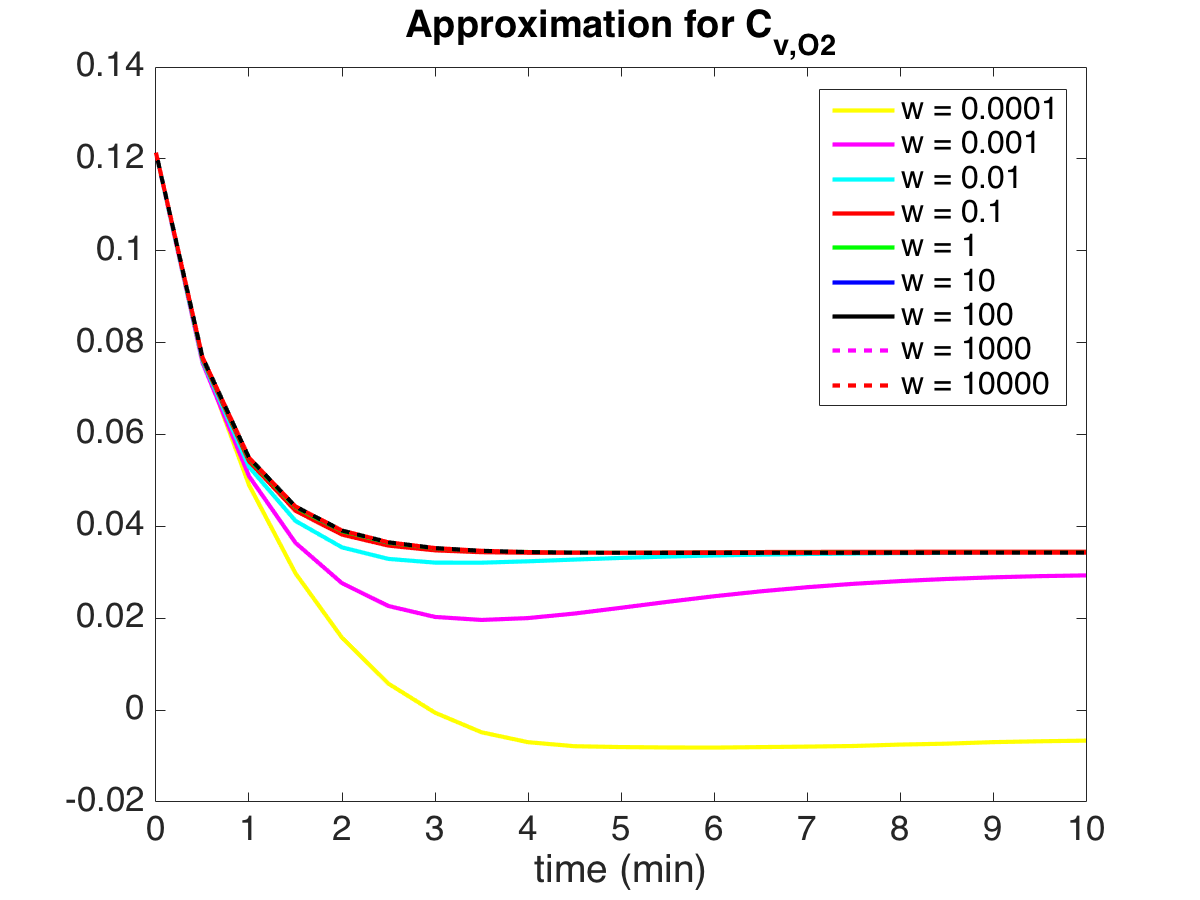 Approximation for C_v,O2
0.14
0.12
0.1
0.08
0.06
0.04
0.02
0
-0.02
0 1 2 3 4 5 6 7 8 9 10
time (min)
w = 0.0001
w = 0.001
w = 0.01
w = 0.1
w = 1
w = 10
w = 100
w = 1000
w = 10000